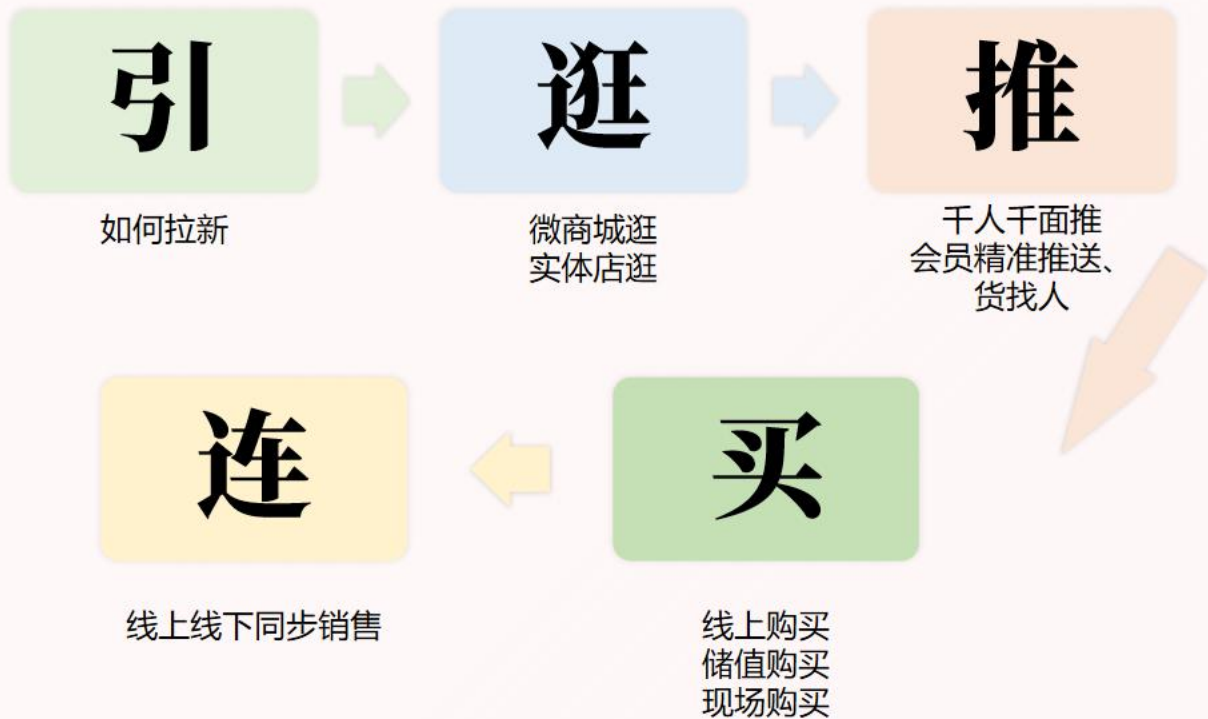 引
如何拉新
逛
微商城逛
实体店逛
推
千人千面推
会员精准推送、
货找人
买
线上购买
储值购买
现场购买
连
线上线下同步销售